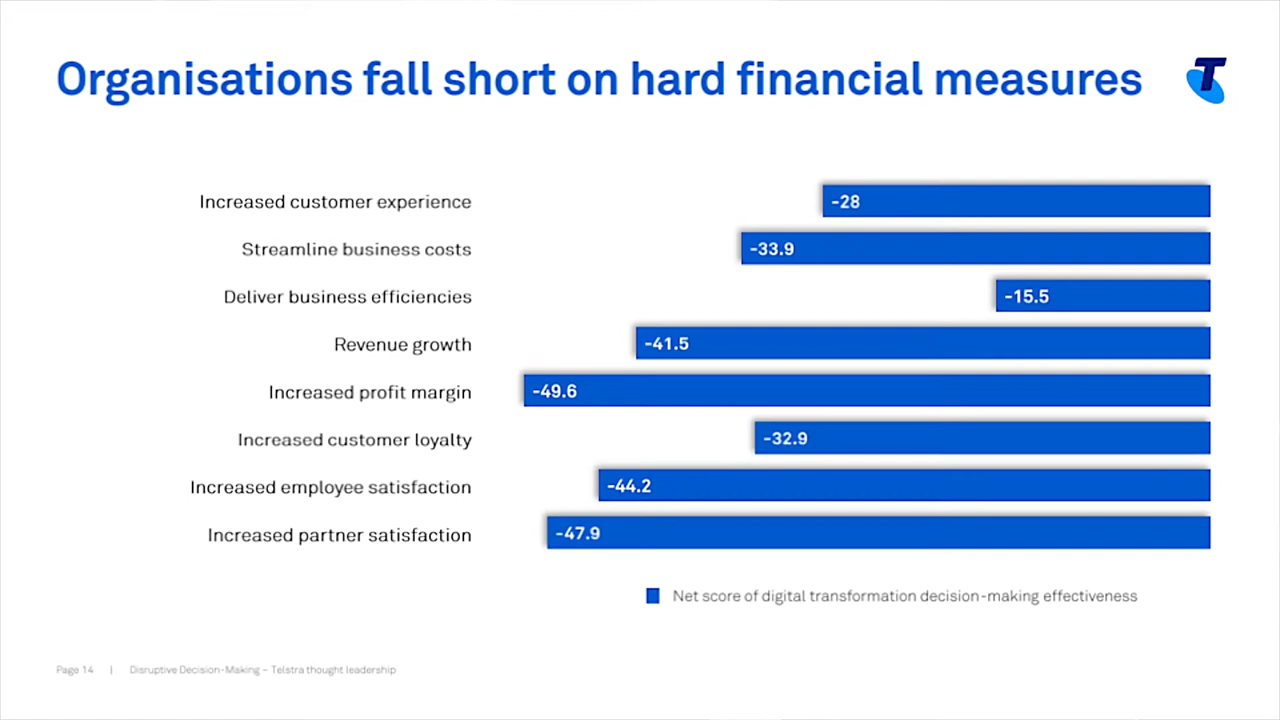 Organisations fall short on hard financial measures
Increased customer experience -28
Streamline business costs -33.9
Deliver business efficiencies -15.5
Revenue growth -41.5
Increased profit margin -49.6
Increased customer loyalty -32.9
Increased employee satisfaction -44.2
Increased partner satisfaction -47.9
Net score of digital transformation decision-making effectiveness
Page 14 | Disruptive Decision-Making – Telstra thought leadership